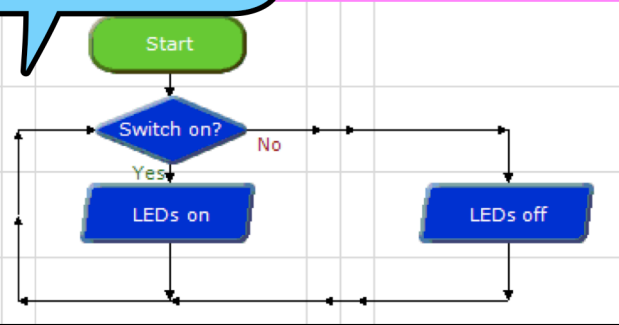 Start
Switch on?
No
Yes
LEDs on
LEDs off